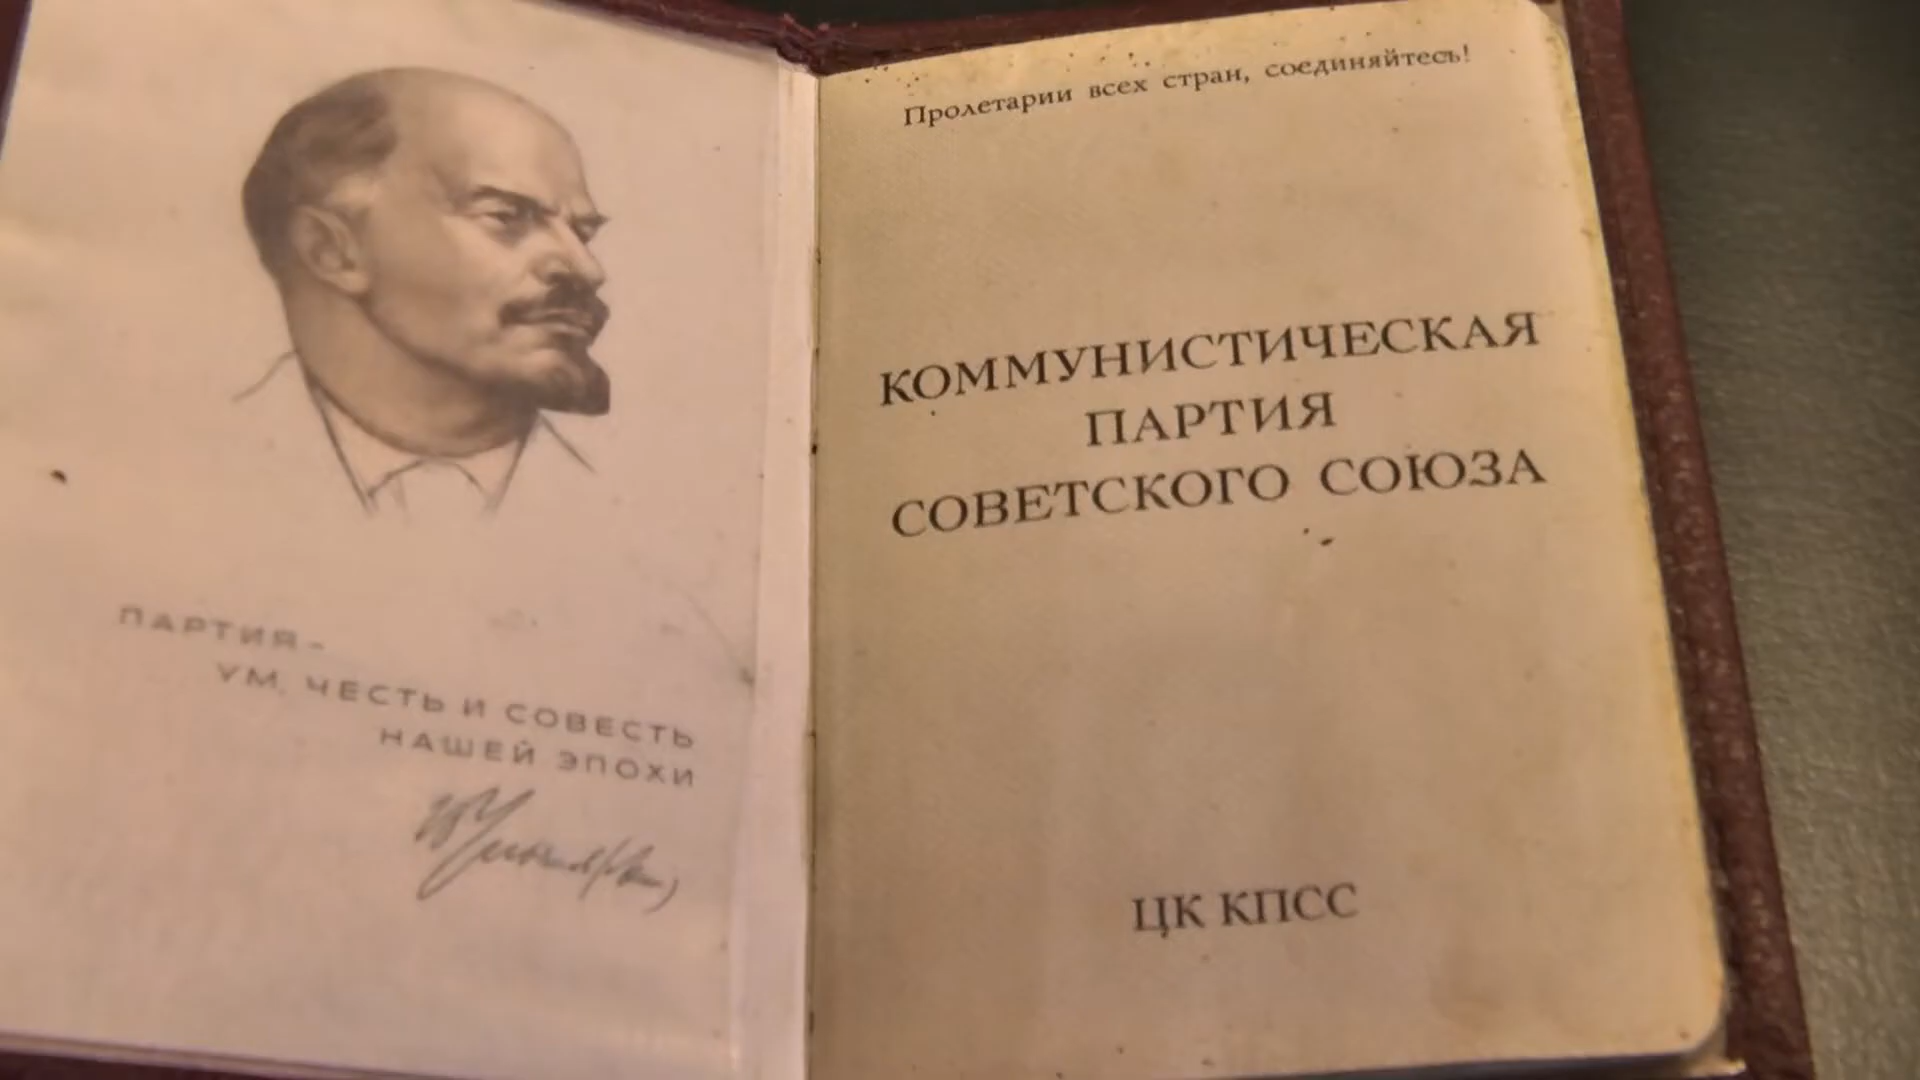 ПАРТИЯ –
УМ, ЧЕСТЬ И СОВЕСТЬ
НАШЕЙ ЭПОХИ
Пролетарии всех стран, соединяйтесь!
КОММУНИСТИЧЕСКАЯ
ПАРТИЯ
СОВЕТСКОГО СОЮЗА
ЦК КПСС